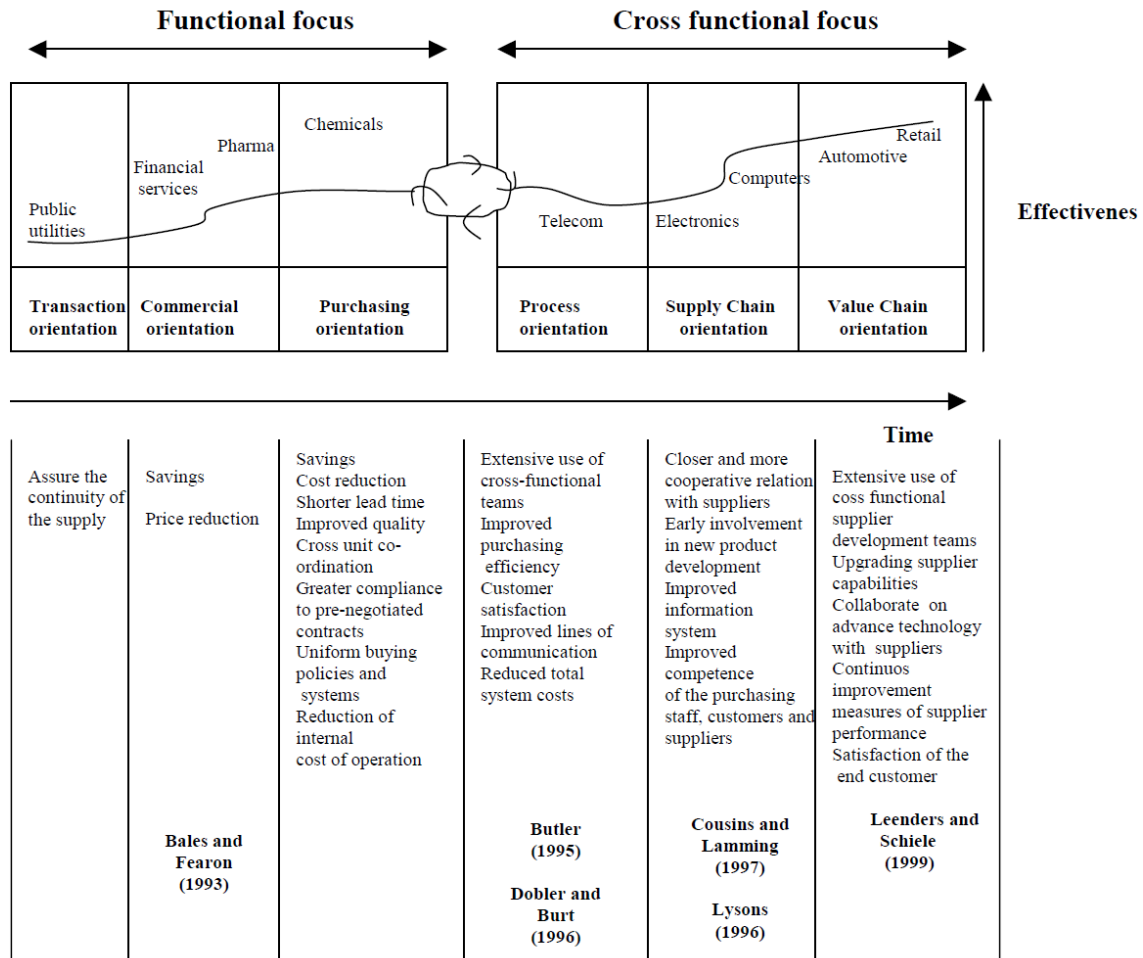 Functional focus
Cross functional focus
Public
utilities
Financial
services
Pharma
Chemicals
Telecom
Electronics
Computers
Automotive
Retail
Effectivenes
Transaction
orientation
Commercial
orientation
Purchasing
orientation
Process
orientation
Supply Chain
orientation
Value Chain
orientation
Time
Assure the
continuity of
the supply
Savings
Price reduction
Bales and
Fearon
(1993)
Savings
Cost reduction
Shorter lead time
Improved quality
Cross unit co-
ordination
Greater compliance
to pre-negotiated
contracts
Uniform buying
policies and
systems
Reduction of
internal
cost of operation
Extensive use of
cross-functional
teams
Improved
purchasing
efficiency
Customer
satisfaction
Improved lines of
communication
Reduced total
system costs
Butler
(1995)
Dobler and
Burt
(1996)
Closer and more
cooperative relation
with suppliers
Early involvement
in new product
development
Improved
information
system
Improved
competence
of the purchasing
staff, customers and
suppliers
Cousins and
Lamming
(1997)
Lysons
(1996)
Extensive use of
coss functional
supplier
development teams
Upgrading supplier
capabilities
Collaborate on
advance technology
with suppliers
Continuos
improvement
measures of supplier
performance
Satisfaction of the
end customer
Leenders and
Schiele
(1999)